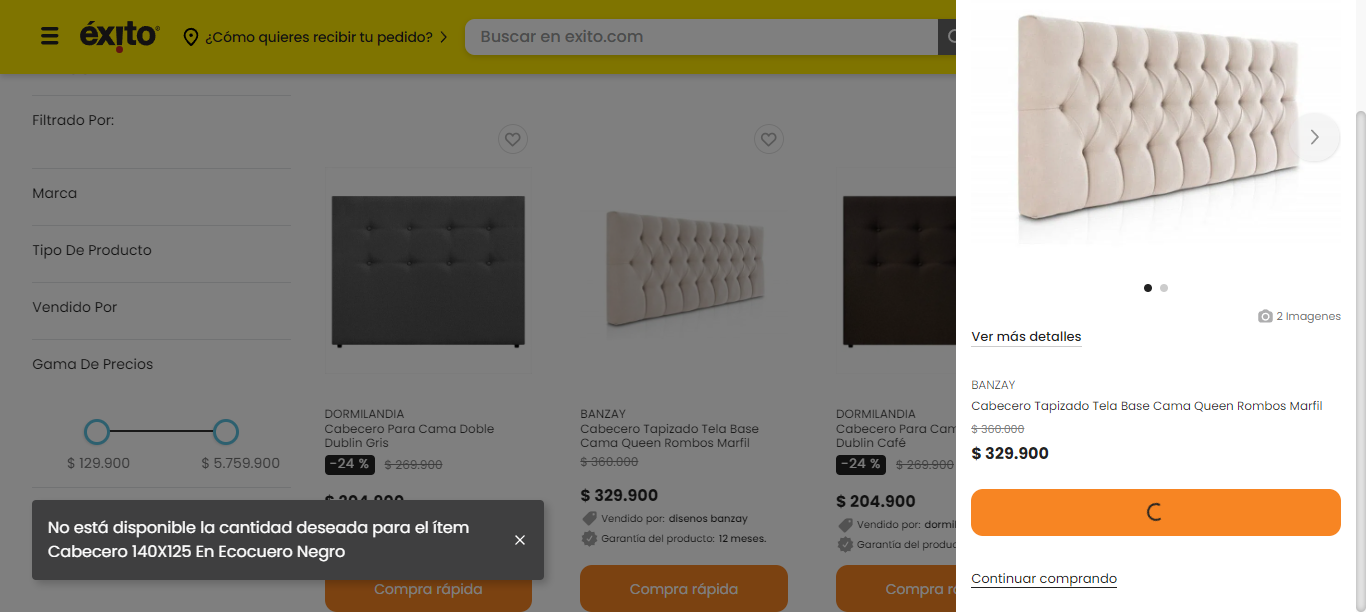 éxito
¿Cómo quieres recibir tu pedido?
Buscar en exito.com
Filtrado Por:
Marca
Tipo De Producto
Vendido Por
Gama De Precios
$ 129.900
$ 5.759.900
DORMILANDIA
Cabecero Para Cama Doble
Dublin Gris
-24 % $ 269.900
$ 204.900
Compra rápida
BANZAY
Cabecero Tapizado Tela Base
Cama Queen Rombos Marfil
$ 360.000
$ 329.900
Vendido por: disenos banzay
Garantía del producto: 12 meses.
Compra rápida
DORMILANDIA
Cabecero Para Cam
Dublin Café
-24 % $ 269.900
$ 204.900
Vendido por: dormil
Garantía del produc
Compra r
No está disponible la cantidad deseada para el ítem
Cabecero 140X125 En Ecocuero Negro
2 Imagenes
Ver más detalles
BANZAY
Cabecero Tapizado Tela Base Cama Queen Rombos Marfil
$ 360.000
$ 329.900
Continuar comprando